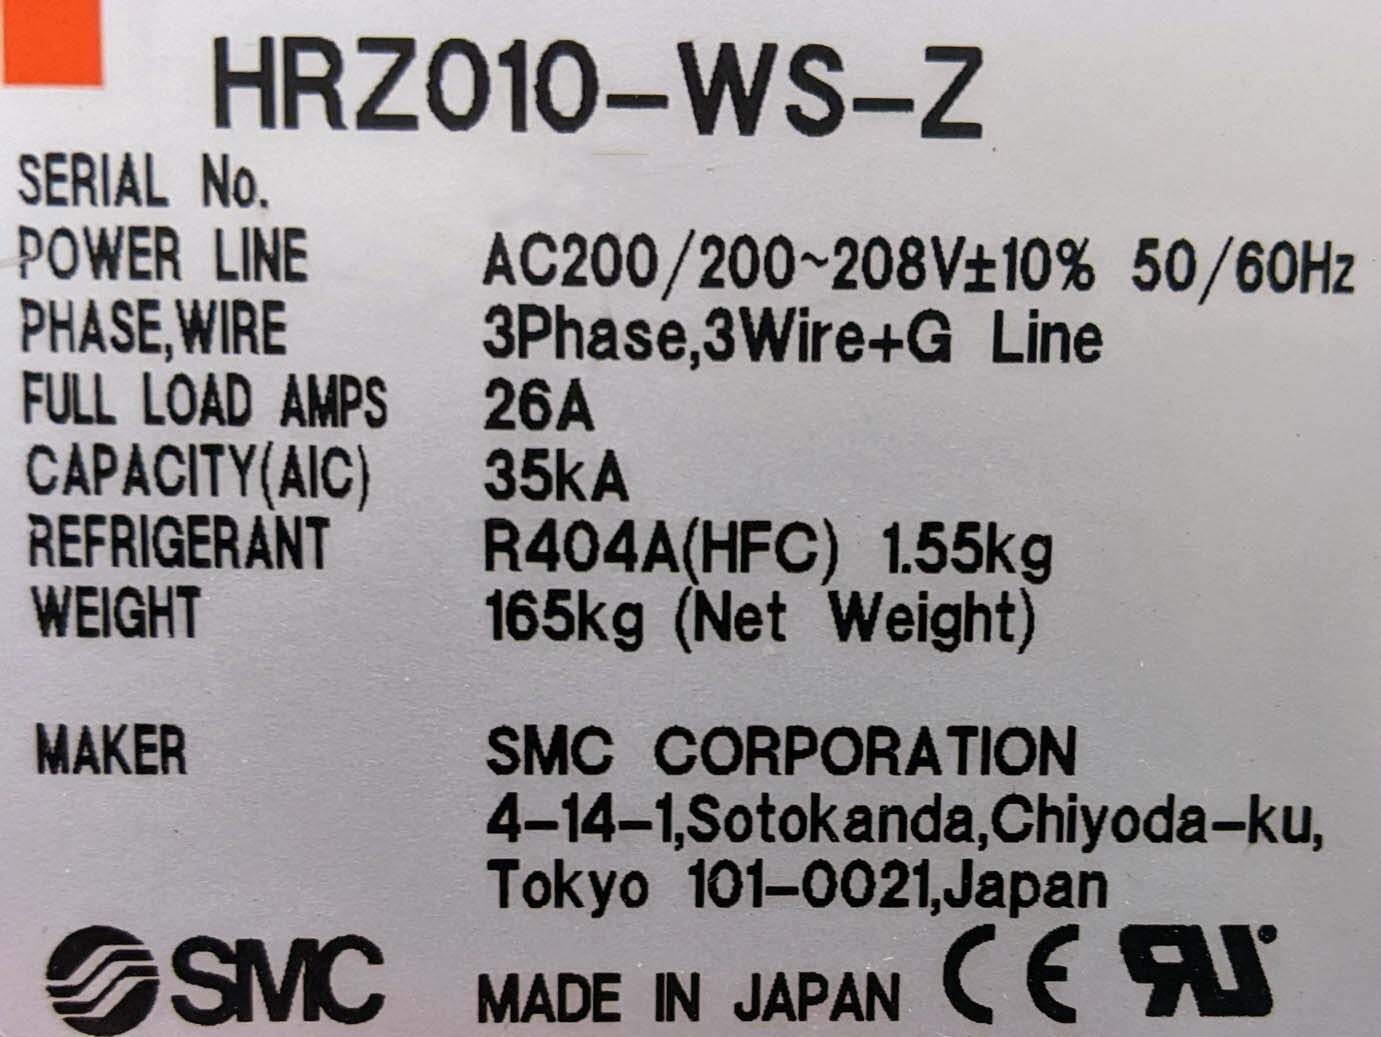 HRZ010-WS-Z
SERIAL No.
POWER LINE AC200/200~208V±10% 50/60Hz
PHASE,WIRE 3Phase,3Wire+G Line
FULL LOAD AMPS 26A
CAPACITY(AIC) 35kA
REFRIGERANT R404A(HFC) 1.55kg
WEIGHT 165kg (Net Weight)
MAKER SMC CORPORATION
4-14-1,Sotokanda,Chiyoda-ku,
Tokyo 101-0021,Japan
SMC MADE IN JAPAN CE RU